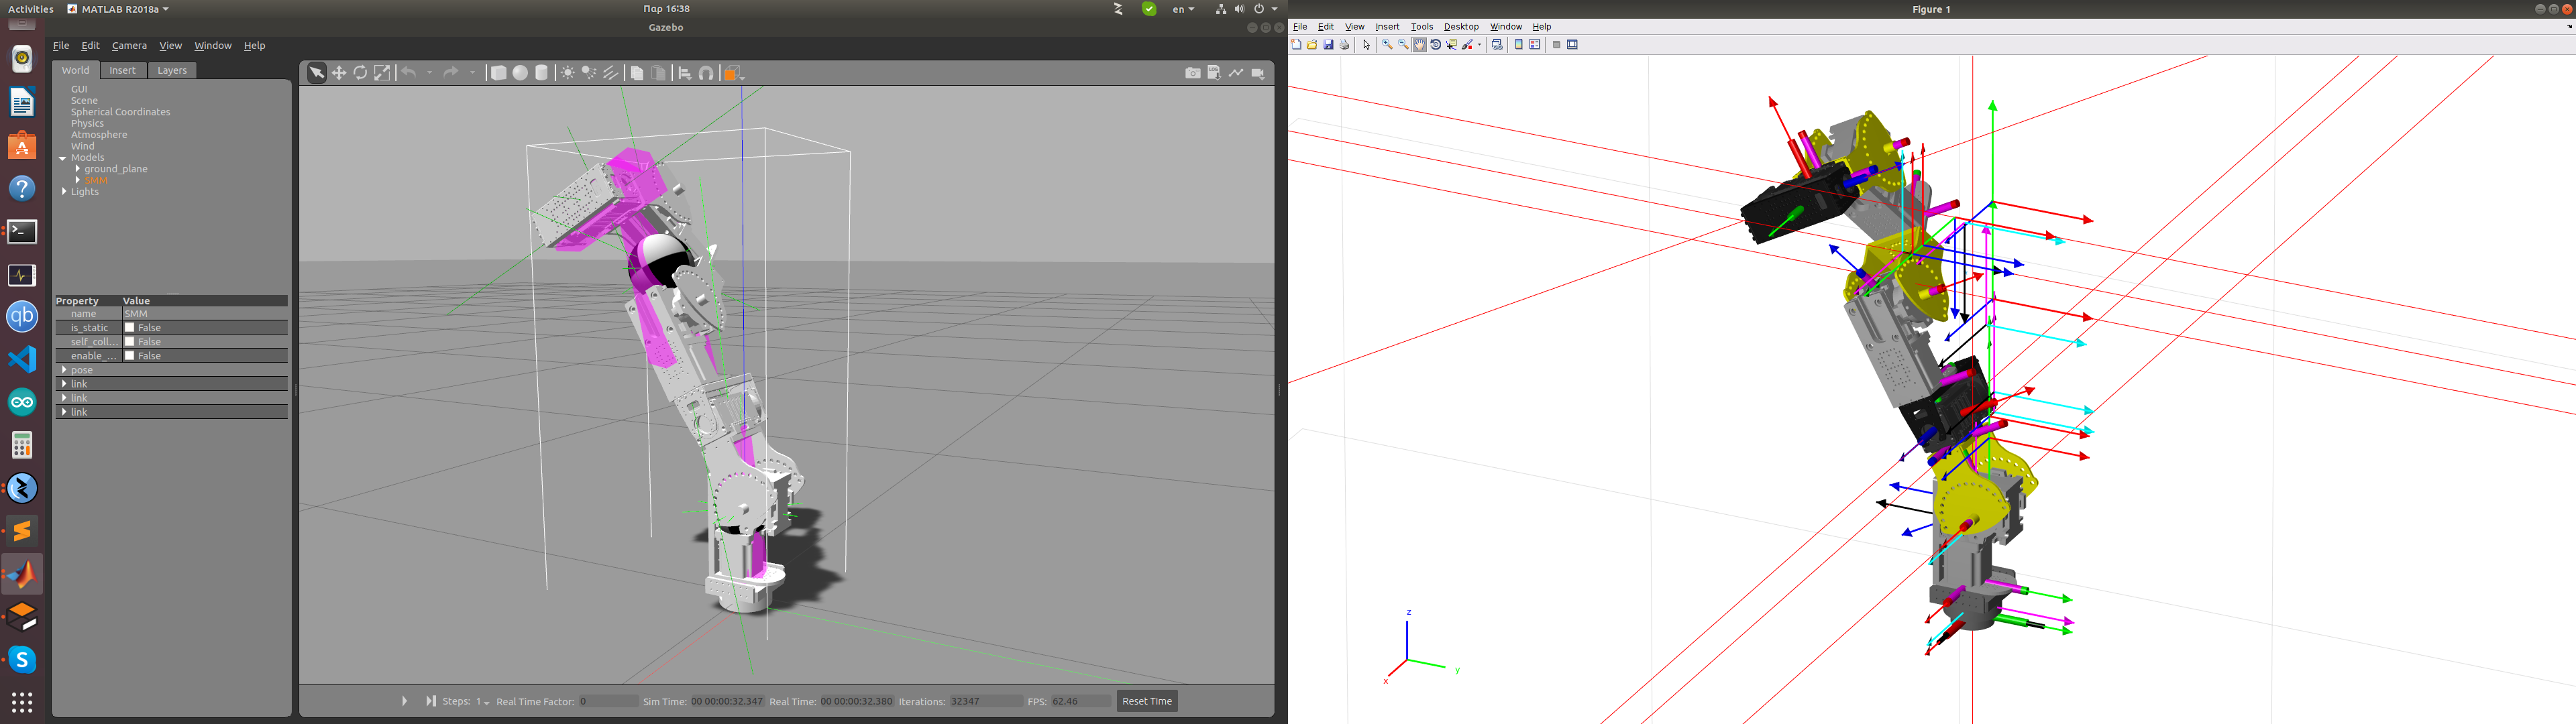 Activities MATLAB R2018a Παρ 16:38 en
Gazebo
File Edit Camera View Window Help
World Insert Layers
GUI
Scene
Spherical Coordinates
Physics
Atmosphere
Wind
Models
ground_plane
SMM
Lights
Property Value
name SMM
is_static False
self_coll... False
enable_... False
pose
link
link
link
Steps: 1 Real Time Factor: 0 Sim Time: 00 00:00:32.347 Real Time: 00 00:00:32.380 Iterations: 32347 FPS: 62.46 Reset Time
Figure 1
File Edit View Insert Tools Desktop Window Help
z
y
x